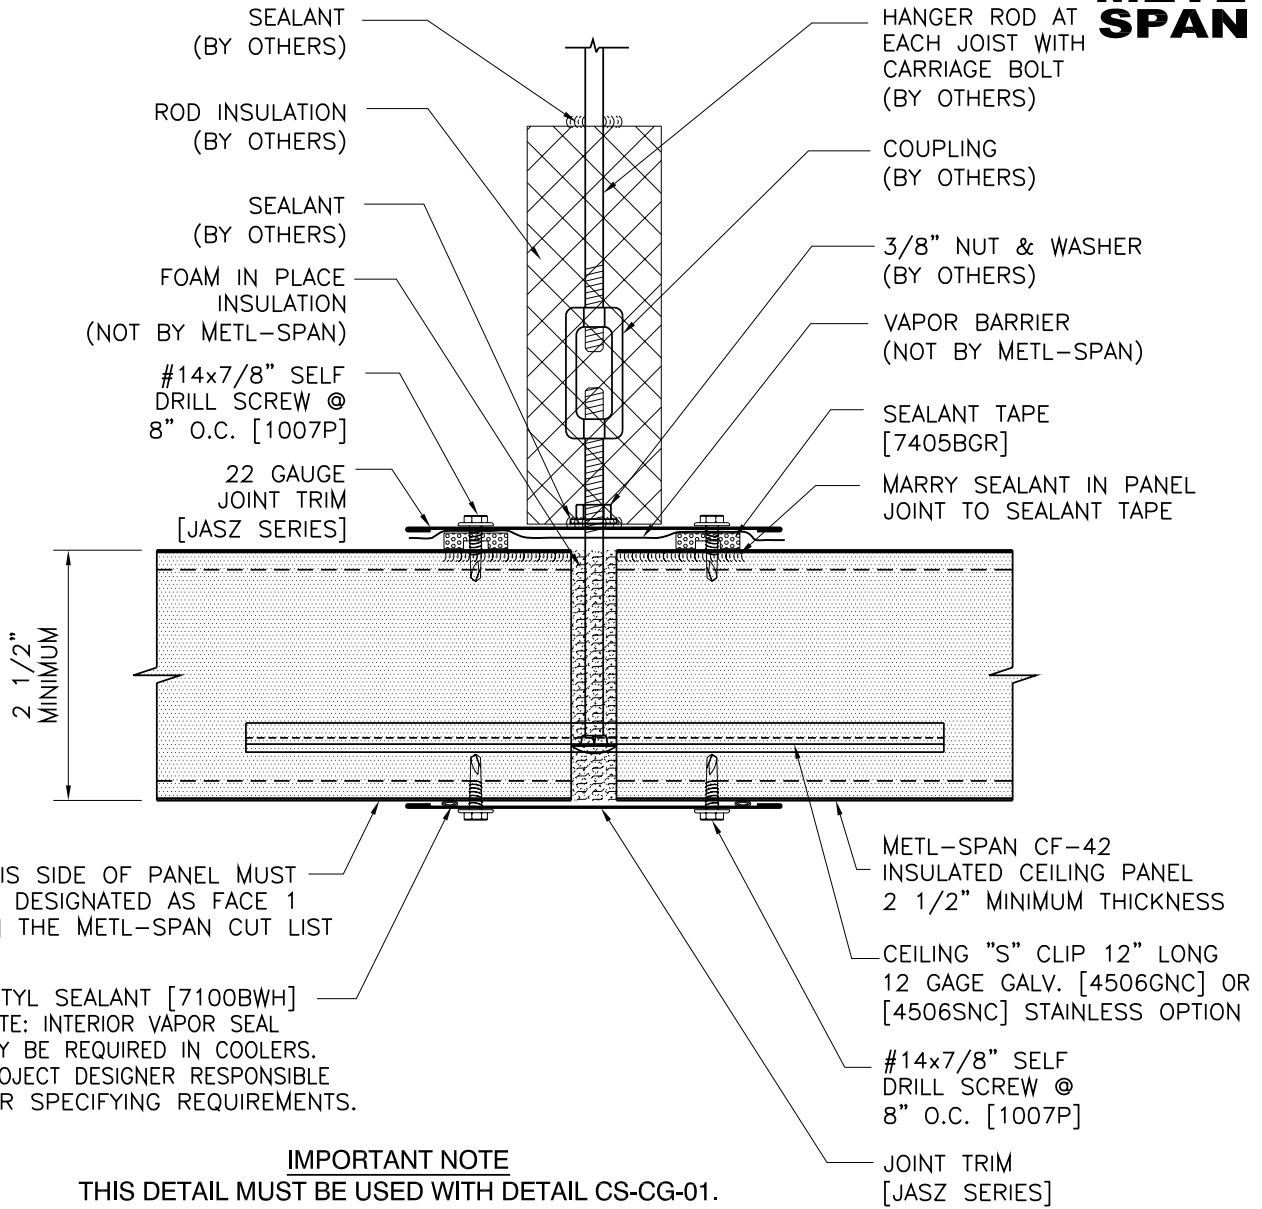 SPAN
SEALANT
(BY OTHERS)
ROD INSULATION
(BY OTHERS)
SEALANT
(BY OTHERS)
FOAM IN PLACE
INSULATION
(NOT BY METL-SPAN)
#14x7/8" SELF
DRILL SCREW @
8" O.C. [1007P]
22 GAUGE
JOINT TRIM
[JASZ SERIES]
HANGER ROD AT
EACH JOIST WITH
CARRIAGE BOLT
(BY OTHERS)
COUPLING
(BY OTHERS)
3/8" NUT & WASHER
(BY OTHERS)
VAPOR BARRIER
(NOT BY METL-SPAN)
SEALANT TAPE
[7405BGR]
MARRY SEALANT IN PANEL
JOINT TO SEALANT TAPE
2 1/2"
MINIMUM
IS SIDE OF PANEL MUST
DESIGNATED AS FACE 1
THE METL-SPAN CUT LIST
TYL SEALANT [7100BWH]
TE: INTERIOR VAPOR SEAL
Y BE REQUIRED IN COOLERS.
OJECT DESIGNER RESPONSIBLE
R SPECIFYING REQUIREMENTS.
METL-SPAN CF-42
INSULATED CEILING PANEL
2 1/2" MINIMUM THICKNESS
CEILING "S" CLIP 12" LONG
12 GAGE GALV. [4506GNC] OR
[4506SNC] STAINLESS OPTION
#14x7/8" SELF
DRILL SCREW @
8" O.C. [1007P]
JOINT TRIM
[JASZ SERIES]
IMPORTANT NOTE
THIS DETAIL MUST BE USED WITH DETAIL CS-CG-01.